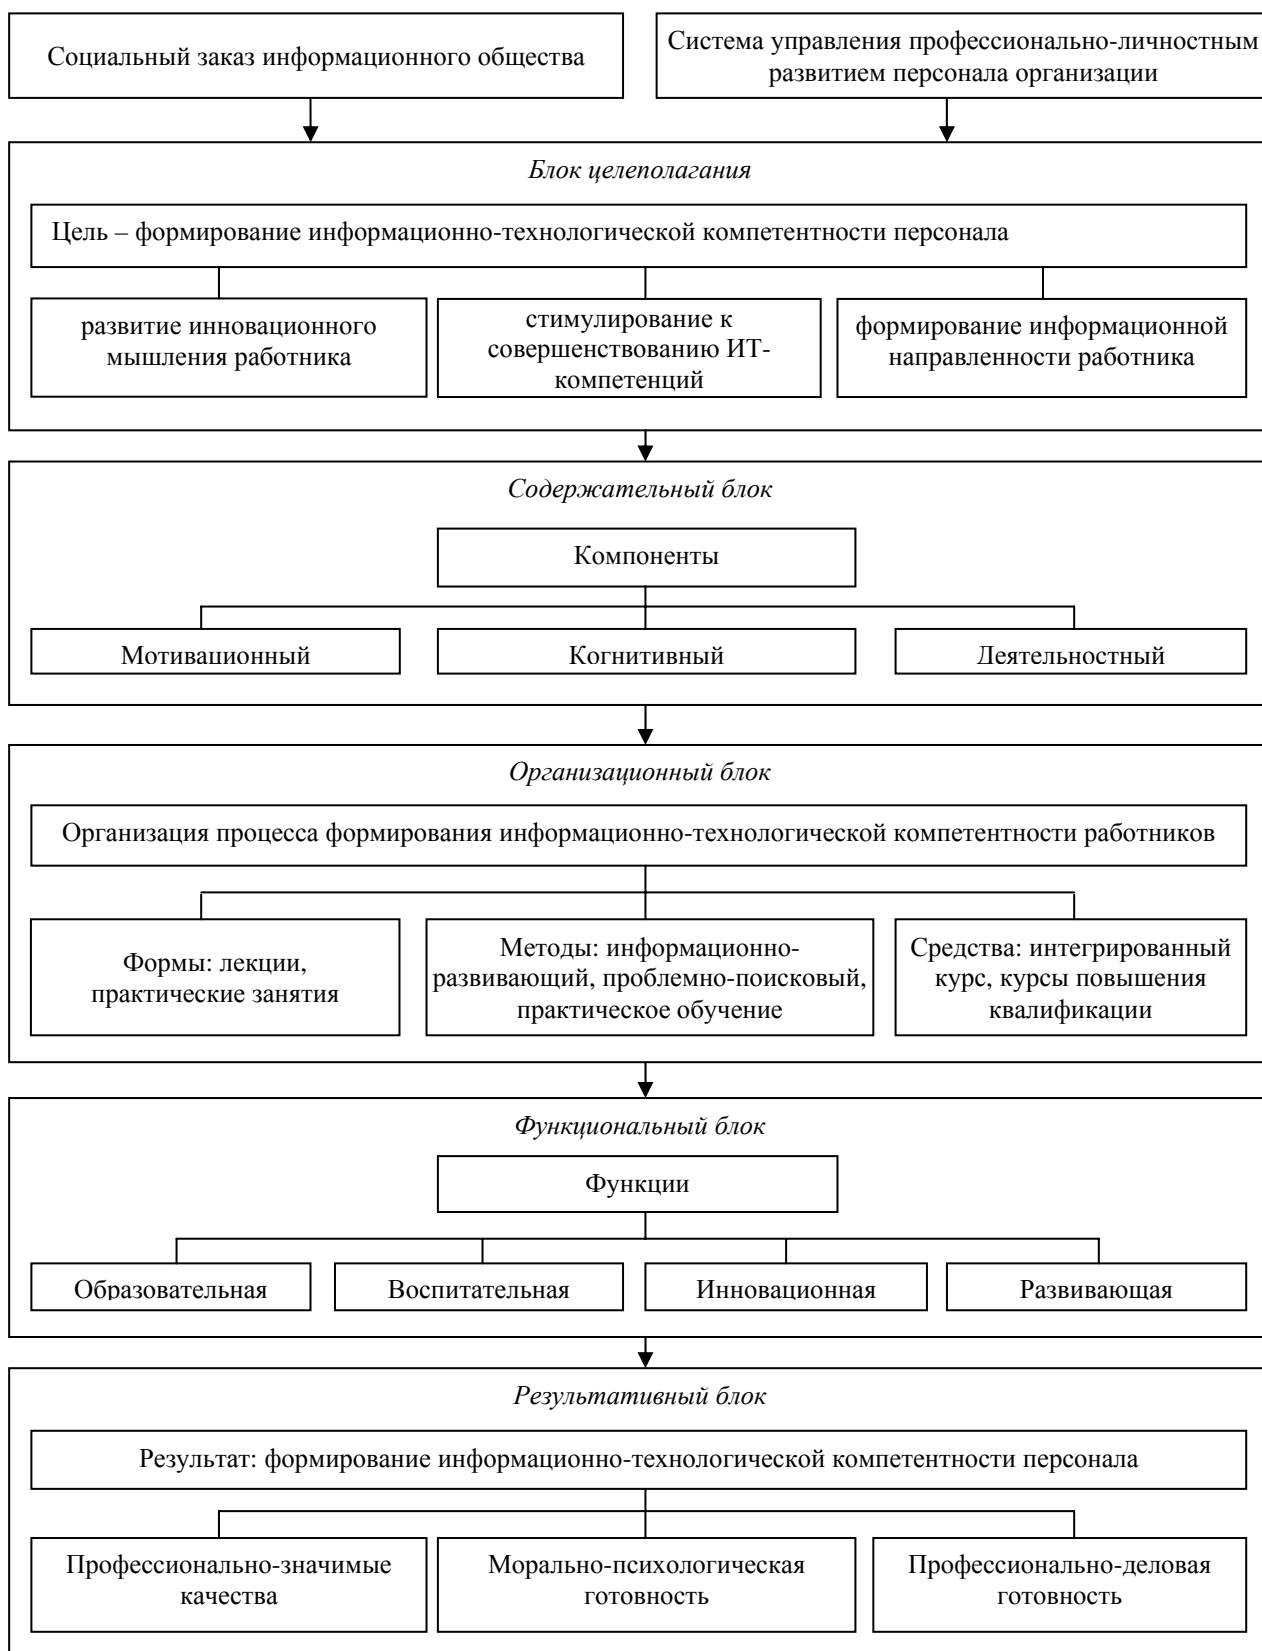 Социальный заказ информационного общества
Система управления профессионально-личностным
развитием персонала организации
Блок целеполагания
Цель – формирование информационно-технологической компетентности персонала
развитие инновационного
мышления работника
стимулирование к
совершенствованию ИТ-
компетенций
формирование информационной
направленности работника
Содержательный блок
Компоненты
Мотивационный
Когнитивный
Деятельностный
Организационный блок
Организация процесса формирования информационно-технологической компетентности работников
Формы: лекции,
практические занятия
Методы: информационно-
развивающий, проблемно-поисковый,
практическое обучение
Средства: интегрированный
курс, курсы повышения
квалификации
Функциональный блок
Функции
Образовательная
Воспитательная
Инновационная
Развивающая
Результативный блок
Результат: формирование информационно-технологической компетентности персонала
Профессионально-значимые
качества
Морально-психологическая
готовность
Профессионально-деловая
готовность